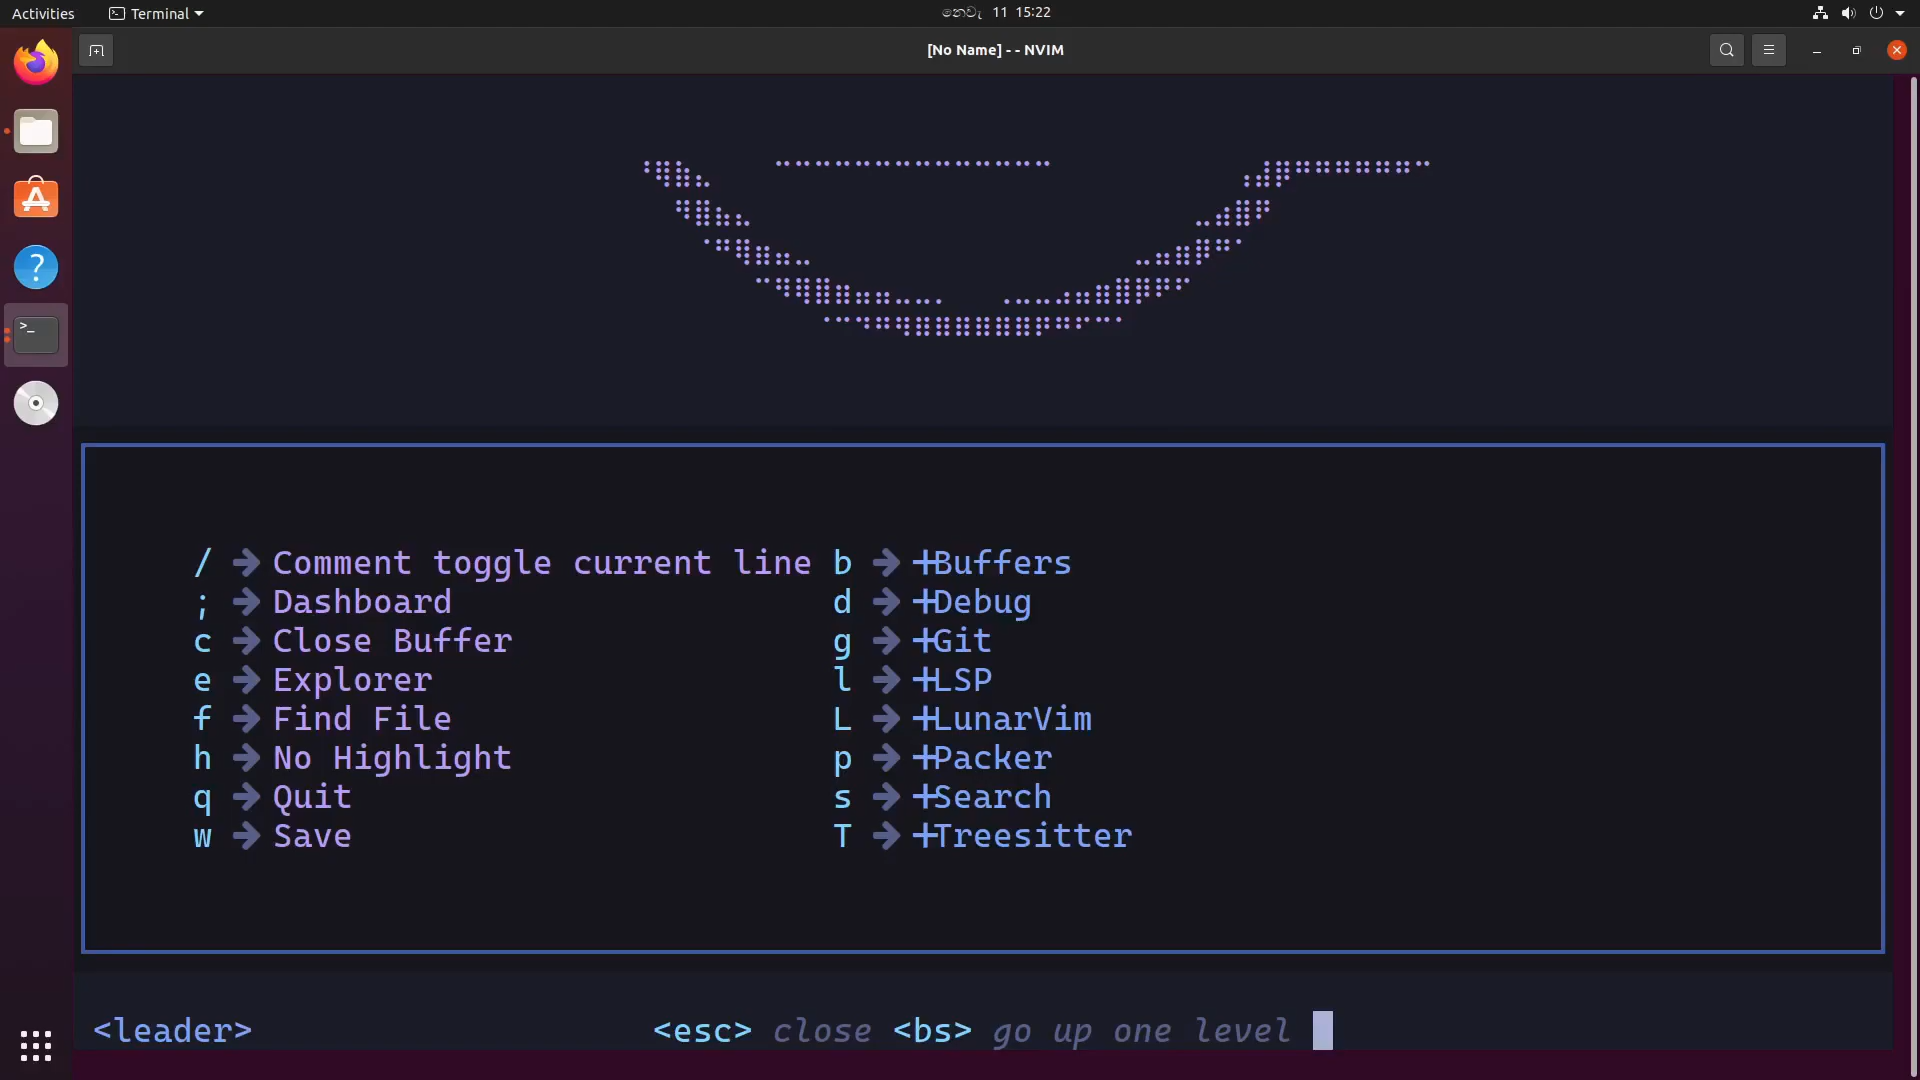 Activities
Terminal
නොවැ 11 15:22
[No Name] - - NVIM
/ ➔ Comment toggle current line b ➔ +Buffers
; ➔ Dashboard d ➔ +Debug
c ➔ Close Buffer g ➔ +Git
e ➔ Explorer l ➔ +LSP
f ➔ Find File L ➔ +LunarVim
h ➔ No Highlight p ➔ +Packer
q ➔ Quit s ➔ +Search
w ➔ Save T ➔ +Treesitter
<leader> <esc> close <bs> go up one level